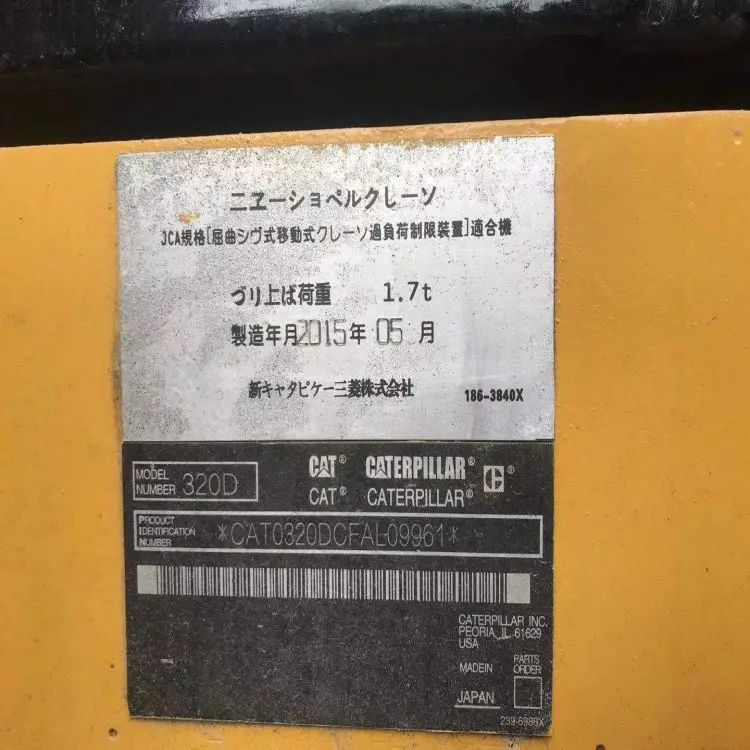 ニヱーショペルクレーソ
JCA規格[屈曲シヴ式移動式クレーソ過負荷制限装置]適合機
づり上ば荷重 1.7t
製造年月2015年05月
新キャタピケー三菱株式会社 186-3840X
MODEL NUMBER 320D
CAT® CATERPILLAR® C®
CAT® CATERPILLAR®
PRODUCT IDENTIFICATION NUMBER *CAT0320DCFAL09961*
CATERPILLAR INC.
PEORIA, IL 61629
USA
MADEIN JAPAN
PARTS ORDER
239-6986X